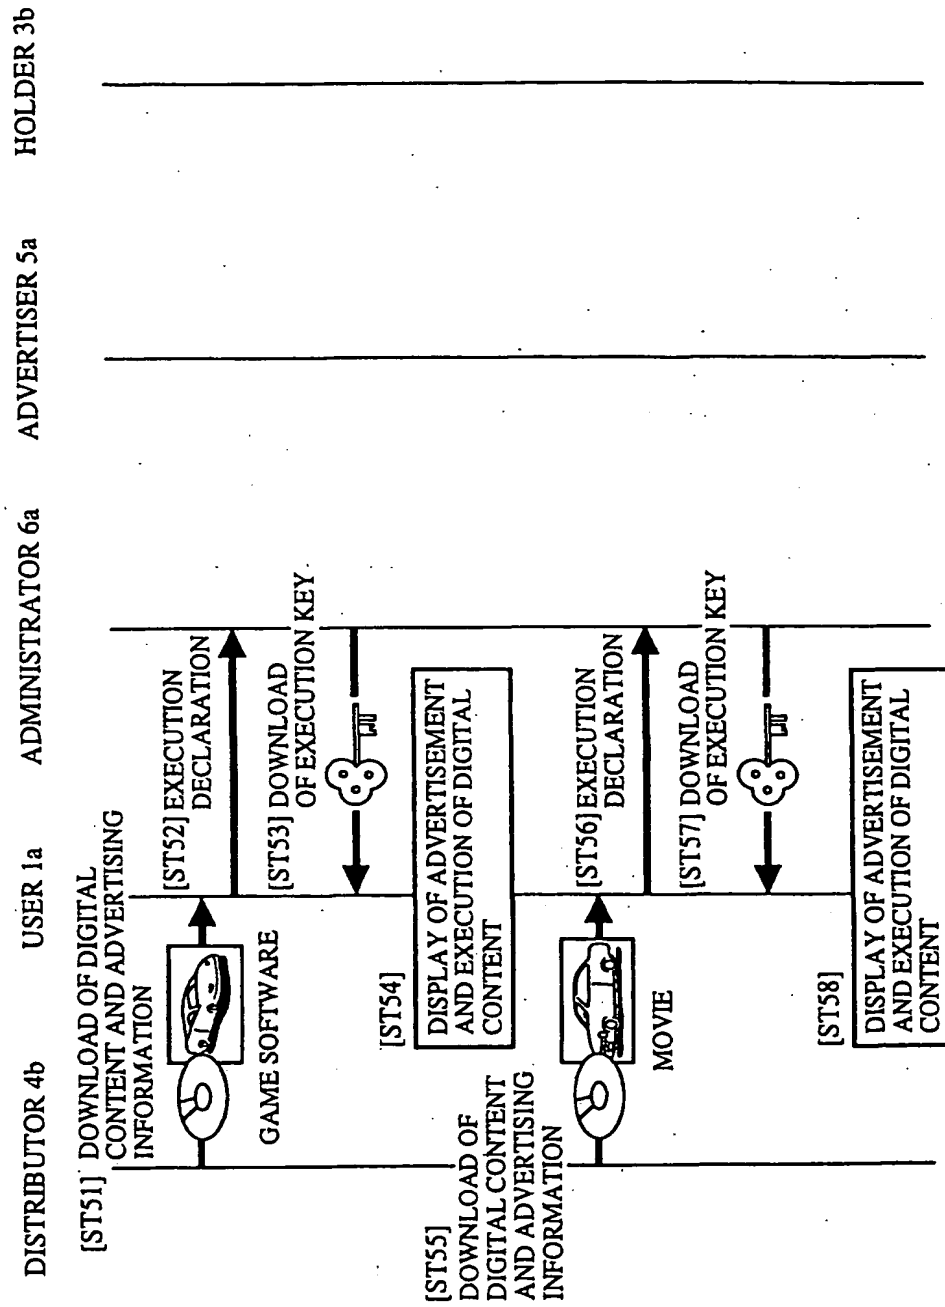 DISTRIBUTOR 4b
USER 1a
ADMINISTRATOR 6a
ADVERTISER 5a
HOLDER 3b
[ST51] DOWNLOAD OF DIGITAL
CONTENT AND ADVERTISING
INFORMATION
GAME SOFTWARE
[ST52] EXECUTION
DECLARATION
[ST53] DOWNLOAD
OF EXECUTION KEY
[ST54]
DISPLAY OF ADVERTISEMENT
AND EXECUTION OF DIGITAL
CONTENT
[ST55]
DOWNLOAD OF
DIGITAL CONTENT
AND ADVERTISING
INFORMATION
MOVIE
[ST56] EXECUTION
DECLARATION
[ST57] DOWNLOAD
OF EXECUTION KEY
[ST58]
DISPLAY OF ADVERTISEMENT
AND EXECUTION OF DIGITAL
CONTENT